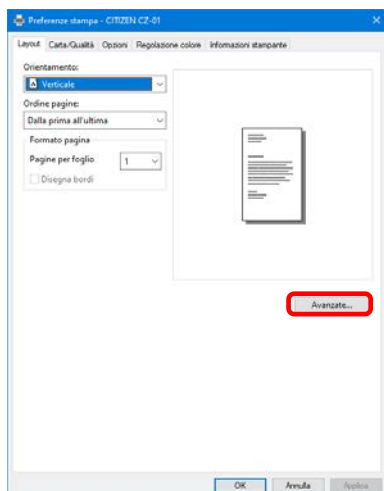 Preferenze stampa - CITIZEN CZ-01
Layout Carta/Qualità Opzioni Regolazione colore Infomazioni stampante
Orientamento:
Verticale
Ordine pagine:
Dalla prima all'ultima
Formato pagina
Pagine per foglio 1
Disegna bordi
Avanzate...
OK Annulla Applica